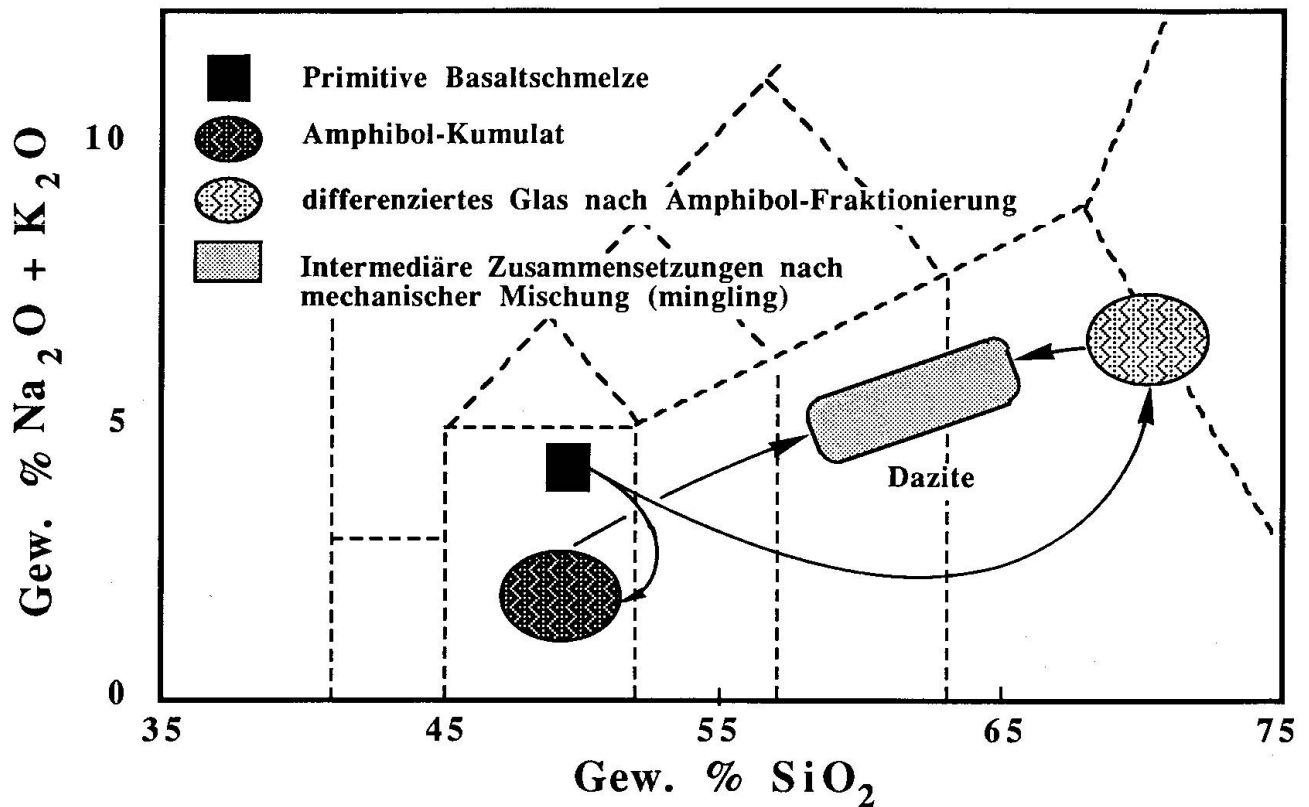 Primitive Basaltschmelze
Amphibol-Kumulat
differenziertes Glas nach Amphibol-Fraktionierung
Intermediäre Zusammensetzungen nach
mechanischer Mischung (mingling)
Dazite
Gew. % Na₂O + K₂O
10
5
0
35 45 55 65 75
Gew. % SiO₂